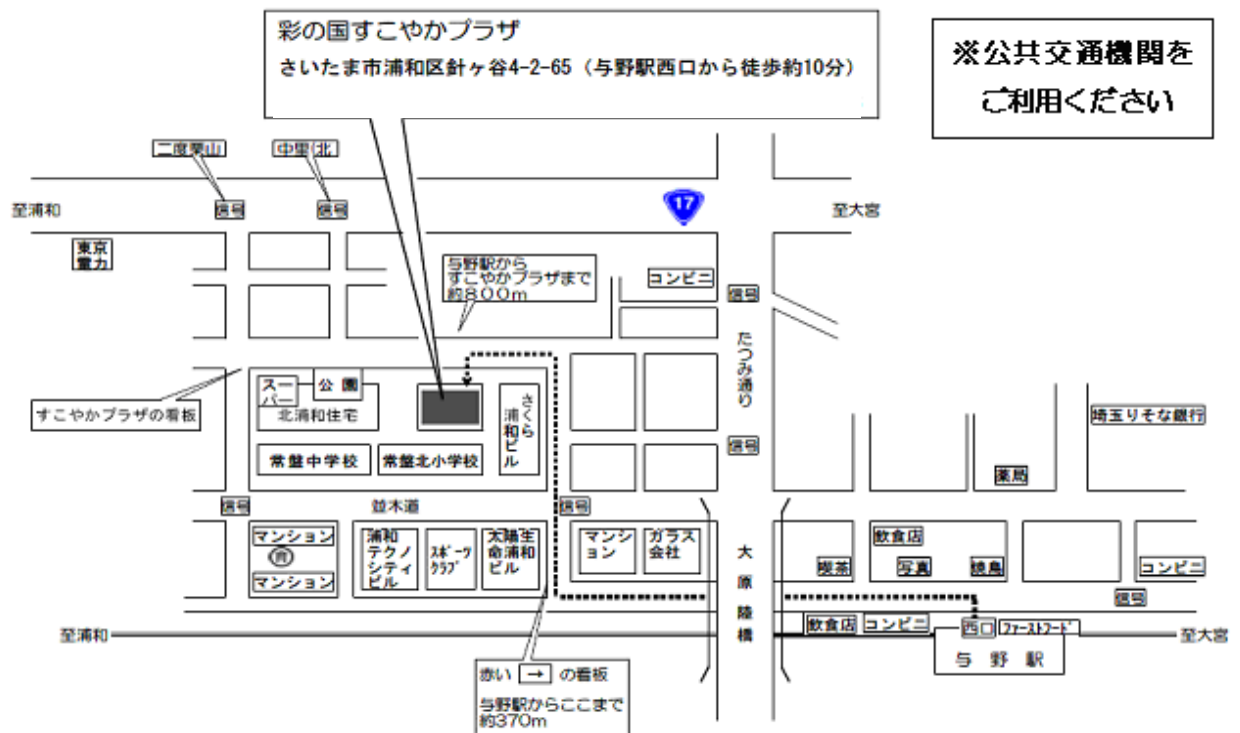 彩の国すこやかプラザ
さいたま市浦和区針ヶ谷4-2-65（与野駅西口から徒歩約10分）
※公共交通機関を
ご利用ください
二度栗山
中里(北)
至浦和
信号
信号
17
至大宮
東京
電力
与野駅から
すこやかプラザまで
約800m
コンビニ
信号
たつみ通り
すこやかプラザの看板
スー
パー
公園
北浦和住宅
さくら
浦和ビル
埼玉りそな銀行
常盤中学校
常盤北小学校
信号
薬局
信号
並木道
信号
マンション
マンション
浦和
テクノ
シティ
ビル
スポーツ
クラブ
太陽生
命浦和
ビル
マンシ
ョン
ガラス
会社
大原陸橋
飲食店
喫茶
写真
焼鳥
コンビニ
信号
至浦和
飲食店
コンビニ
西口
ファーストフード
至大宮
与野駅
赤い → の看板
与野駅からここまで
約370m